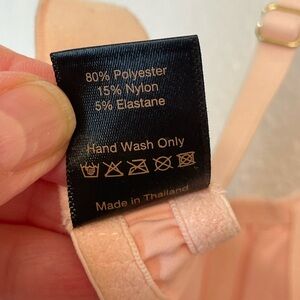 80% Polyester
15% Nylon
5% Elastane
Hand Wash Only
Made in Thailand